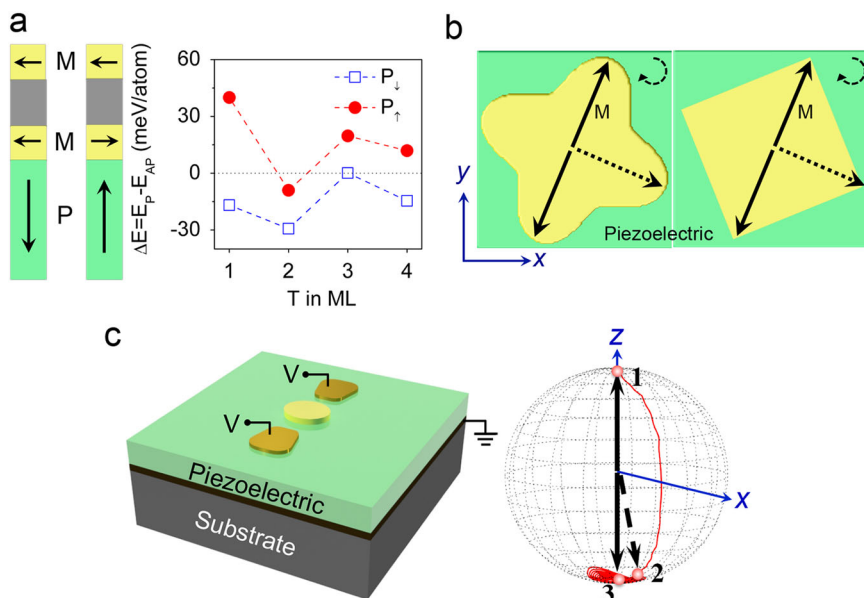 a
M
M
P
ΔE=E_P-E_AP (meV/atom)
60
30
0
-30
P↓
P↑
1 2 3 4
T in ML
b
M
M
y
x
Piezoelectric
c
V
V
Piezoelectric
Substrate
z
1
x
2
3